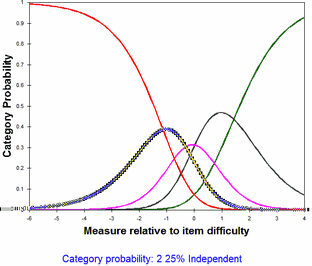 Category Probability
1
0.9
0.8
0.7
0.6
0.5
0.4
0.3
0.2
0.1
-6 -5 -4 -3 -2 -1 0 1 2 3 4
Measure relative to item difficulty
Category probability: 2 25% Independent